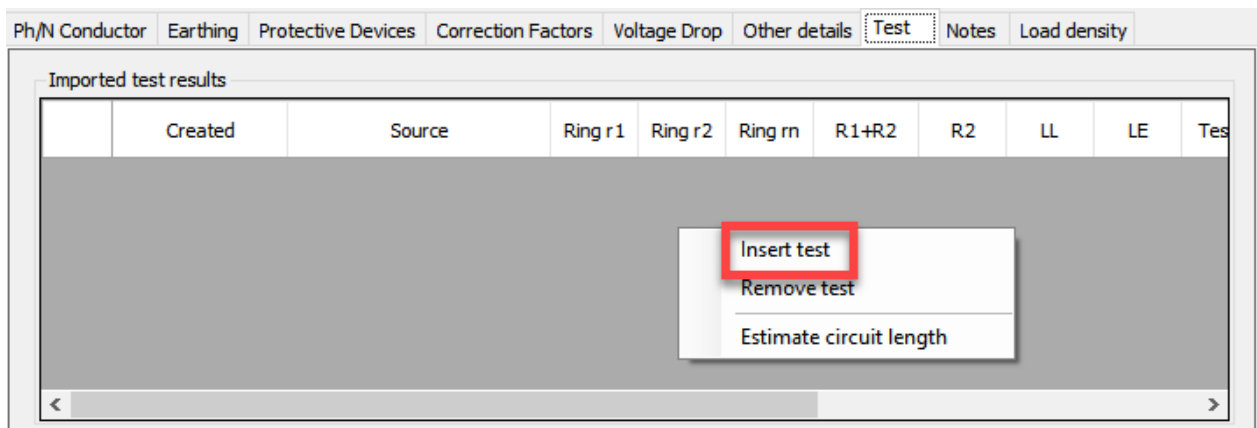 Ph/N Conductor Earthing Protective Devices Correction Factors Voltage Drop Other details Test Notes Load density
Imported test results
Created Source Ring r1 Ring r2 Ring rn R1+R2 R2 LL LE Tes
Insert test
Remove test
Estimate circuit length